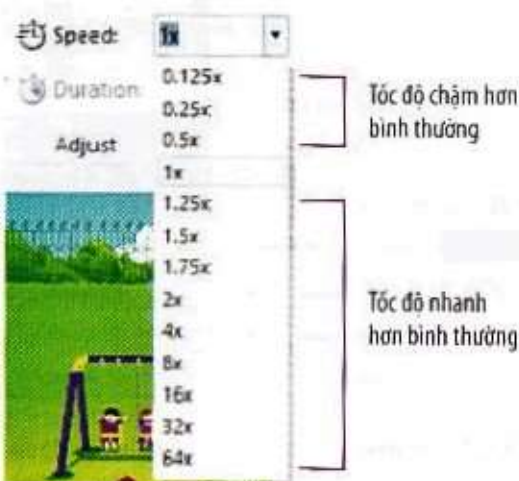 Speed: 1x
Duration
Adjust
0.125x
0.25x
0.5x
1x
1.25x
1.5x
1.75x
2x
4x
8x
16x
32x
64x
Tốc độ chậm hơn
bình thường
Tốc độ nhanh
hơn bình thường